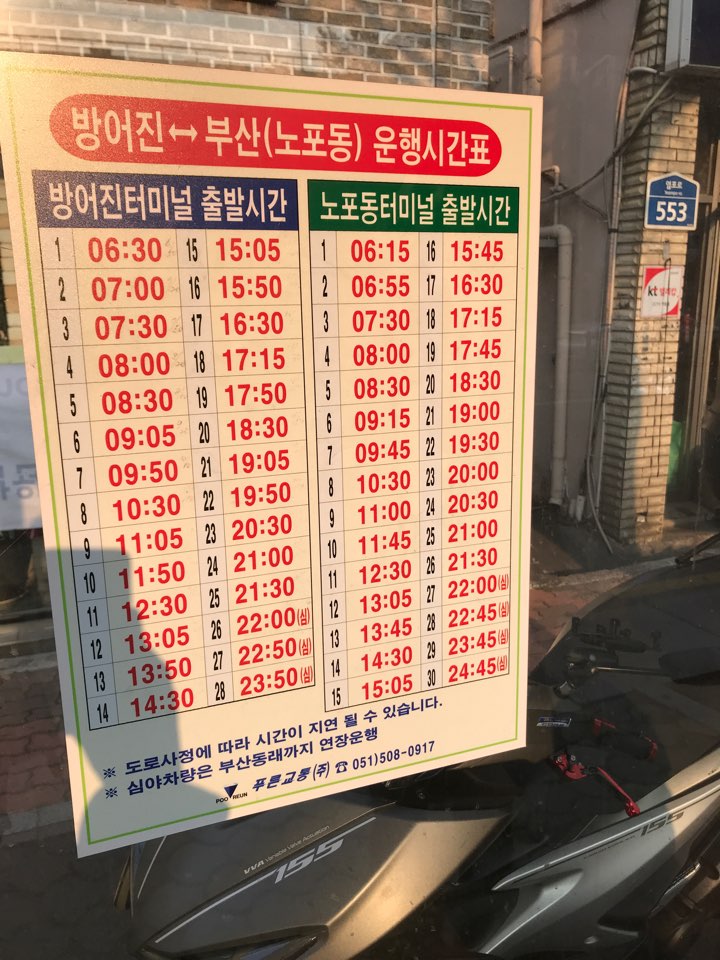 방어진↔부산(노포동) 운행시간표
방어진터미널 출발시간
1 06:30 15 15:05
2 07:00 16 15:50
3 07:30 17 16:30
4 08:00 18 17:15
5 08:30 19 17:50
6 09:05 20 18:30
7 09:50 21 19:05
8 10:30 22 19:50
9 11:05 23 20:30
10 11:50 24 21:00
11 12:30 25 21:30
12 13:05 26 22:00(심)
13 13:50 27 22:50(심)
14 14:30 28 23:50(심)
노포동터미널 출발시간
1 06:15 16 15:45
2 06:55 17 16:30
3 07:30 18 17:15
4 08:00 19 17:45
5 08:30 20 18:30
6 09:15 21 19:00
7 09:45 22 19:30
8 10:30 23 20:00
9 11:00 24 20:30
10 11:45 25 21:00
11 12:30 26 21:30
12 13:05 27 22:00(심)
13 13:45 28 22:45(심)
14 14:30 29 23:45(심)
15 15:05 30 24:45(심)
※ 도로사정에 따라 시간이 지연 될 수 있습니다.
※ 심야차량은 부산동래까지 연장운행
POO REUN 푸른교통(주) ☎ 051)508-0917
553
kt
VVA Variable Valve Actuation
155
155